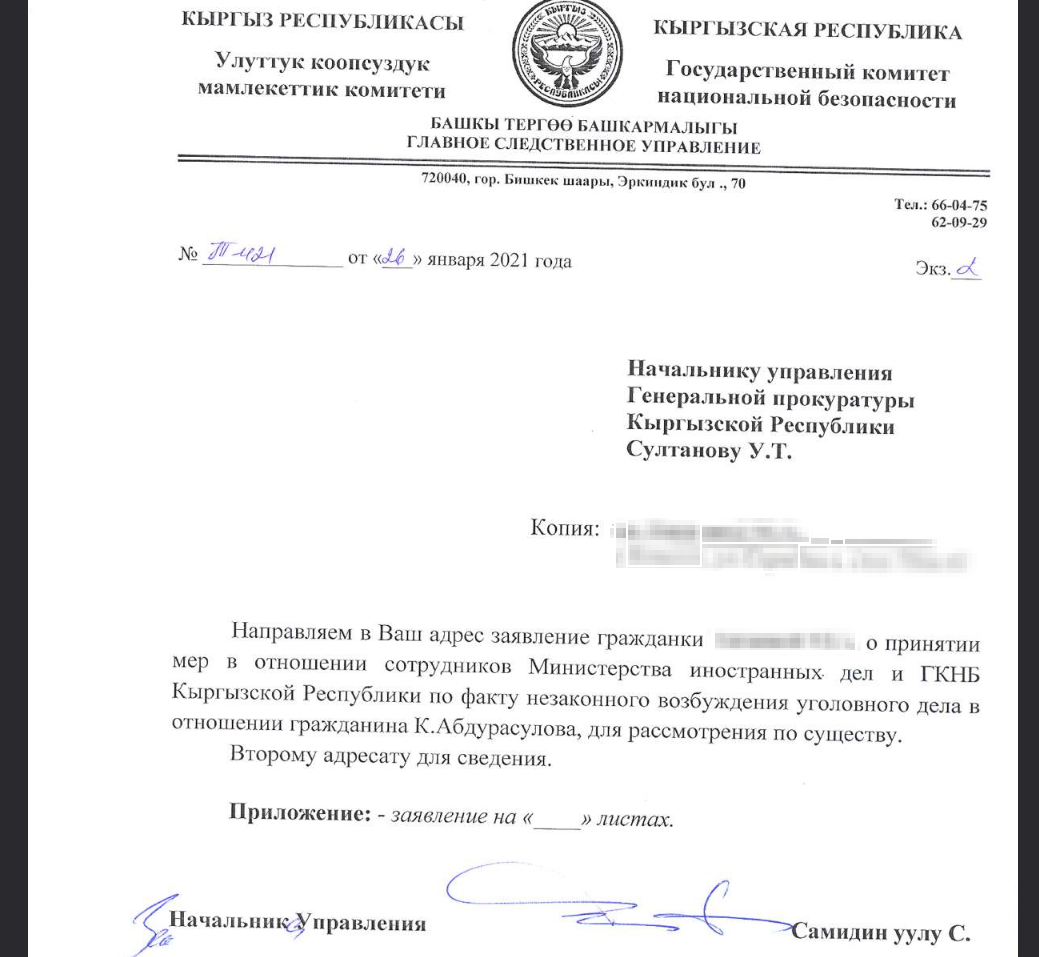 КЫРГЫЗ РЕСПУБЛИКАСЫ
Улуттук коопсуздук
мамлекеттик комитети
КЫРГЫЗ
РЕСПУБЛИКАСЫ
КЫРГЫЗСКАЯ РЕСПУБЛИКА
Государственный комитет
национальной безопасности
БАШКЫ ТЕРГӨӨ БАШКАРМАЛЫГЫ
ГЛАВНОЕ СЛЕДСТВЕННОЕ УПРАВЛЕНИЕ
720040, гор. Бишкек шаары, Эркиндик бул ., 70
Тел.: 66-04-75
62-09-29
№ от «26» января 2021 года
Экз.
Начальнику управления
Генеральной прокуратуры
Кыргызской Республики
Султанову У.Т.
Копия:
Направляем в Ваш адрес заявление гражданки о принятии
мер в отношении сотрудников Министерства иностранных дел и ГКНБ
Кыргызской Республики по факту незаконного возбуждения уголовного дела в
отношении гражданина К.Абдурасулова, для рассмотрения по существу.
Второму адресату для сведения.
Приложение: - заявление на «____» листах.
Начальник Управления
Самидин уулу С.